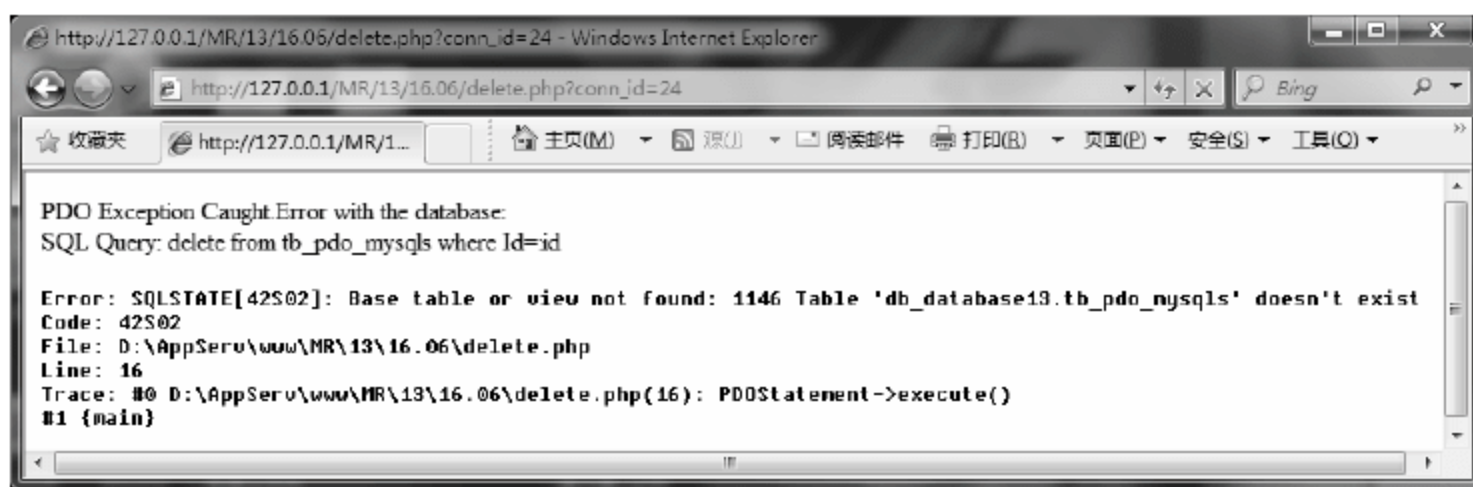 http://127.0.0.1/MR/13/16.06/delete.php?conn_id=24 - Windows Internet Explorer
http://127.0.0.1/MR/13/16.06/delete.php?conn_id=24 Bing
收藏夹 http://127.0.0.1/MR/1... 主页(M) 源(J) 阅读邮件 打印(R) 页面(P) 安全(S) 工具(O) »
PDO Exception Caught.Error with the database:
SQL Query: delete from tb_pdo_mysqls where Id=:id
Error: SQLSTATE[42S02]: Base table or view not found: 1146 Table 'db_database13.tb_pdo_mysqls' doesn't exist
Code: 42S02
File: D:\AppServ\www\MR\13\16.06\delete.php
Line: 16
Trace: #0 D:\AppServ\www\MR\13\16.06\delete.php(16): PDOStatement->execute()
#1 {main}